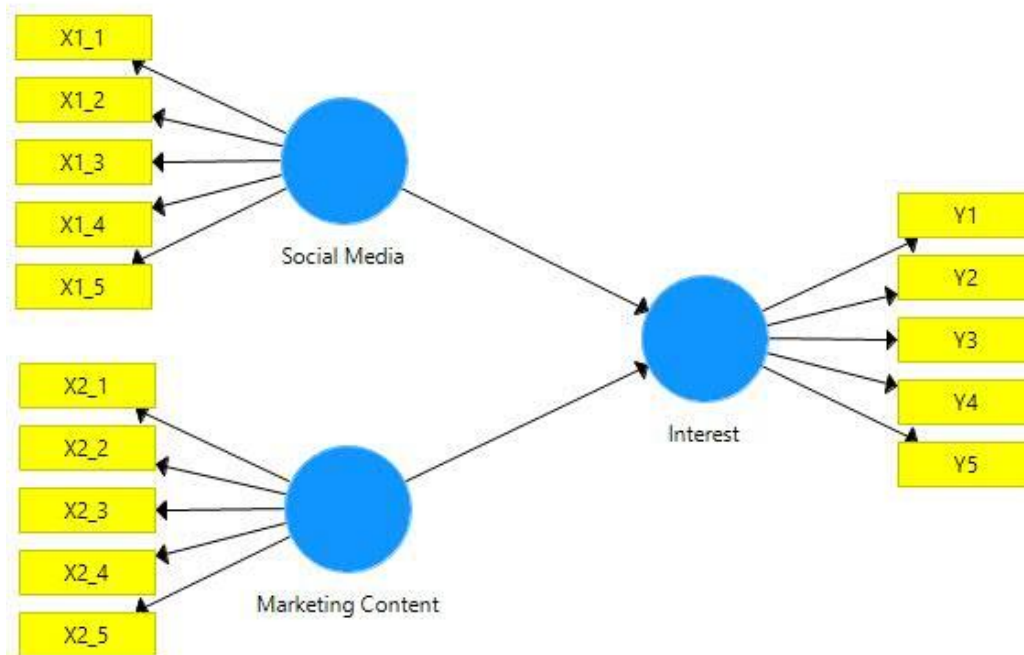 X1_1
X1_2
X1_3
X1_4
X1_5
Social Media
X2_1
X2_2
X2_3
X2_4
X2_5
Marketing Content
Interest
Y1
Y2
Y3
Y4
Y5